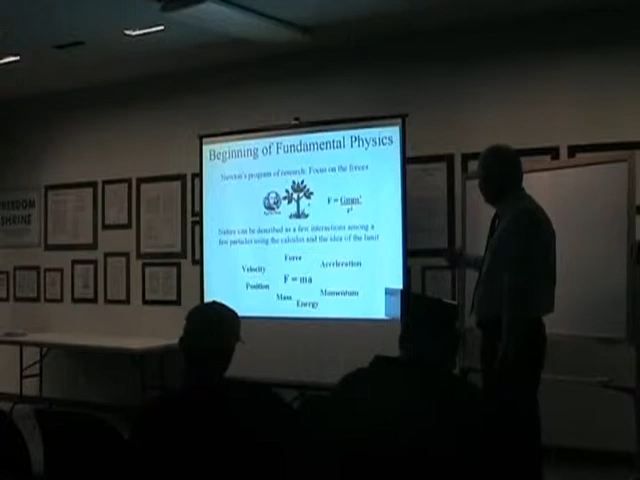 FREEDOM
SHRINE
Beginning of Fundamental Physics
Newton's program of research: Focus on the forces
F = Gmm'
r²
Nature can be described as a few interactions among a
few particles using the calculus and the idea of the limit
Force
Velocity
Acceleration
F = ma
Position
Momentum
Mass
Energy